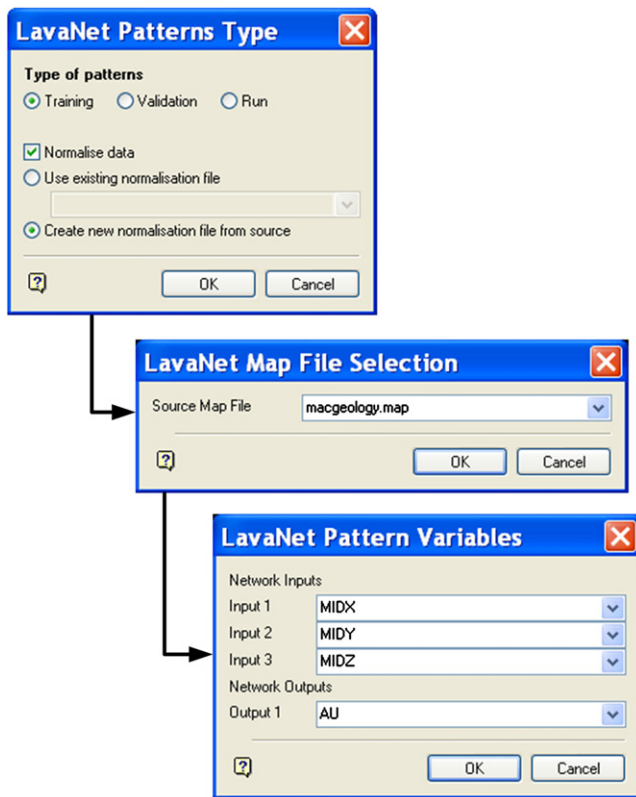 LavaNet Patterns Type
Type of patterns
Training Validation Run
Normalise data
Use existing normalisation file
Create new normalisation file from source
? OK Cancel
LavaNet Map File Selection
Source Map File macgeology.map
? OK Cancel
LavaNet Pattern Variables
Network Inputs
Input 1 MIDX
Input 2 MIDY
Input 3 MIDZ
Network Outputs
Output 1 AU
? OK Cancel